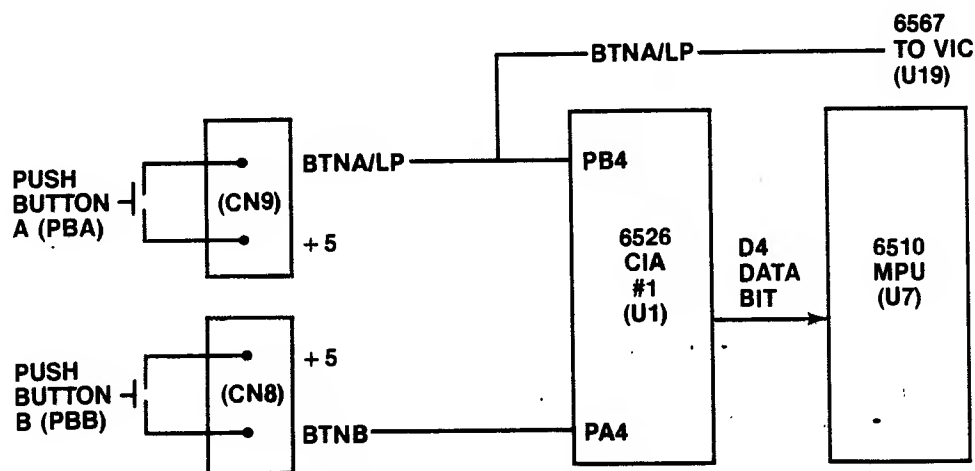 6567
TO VIC
(U19)
BTNA/LP
PUSH
BUTTON
A (PBA)
(CN9)
BTNA/LP
+5
PB4
6526
CIA
#1
(U1)
D4
DATA
BIT
6510
MPU
(U7)
PUSH
BUTTON
B (PBB)
(CN8)
+5
BTNB
PA4